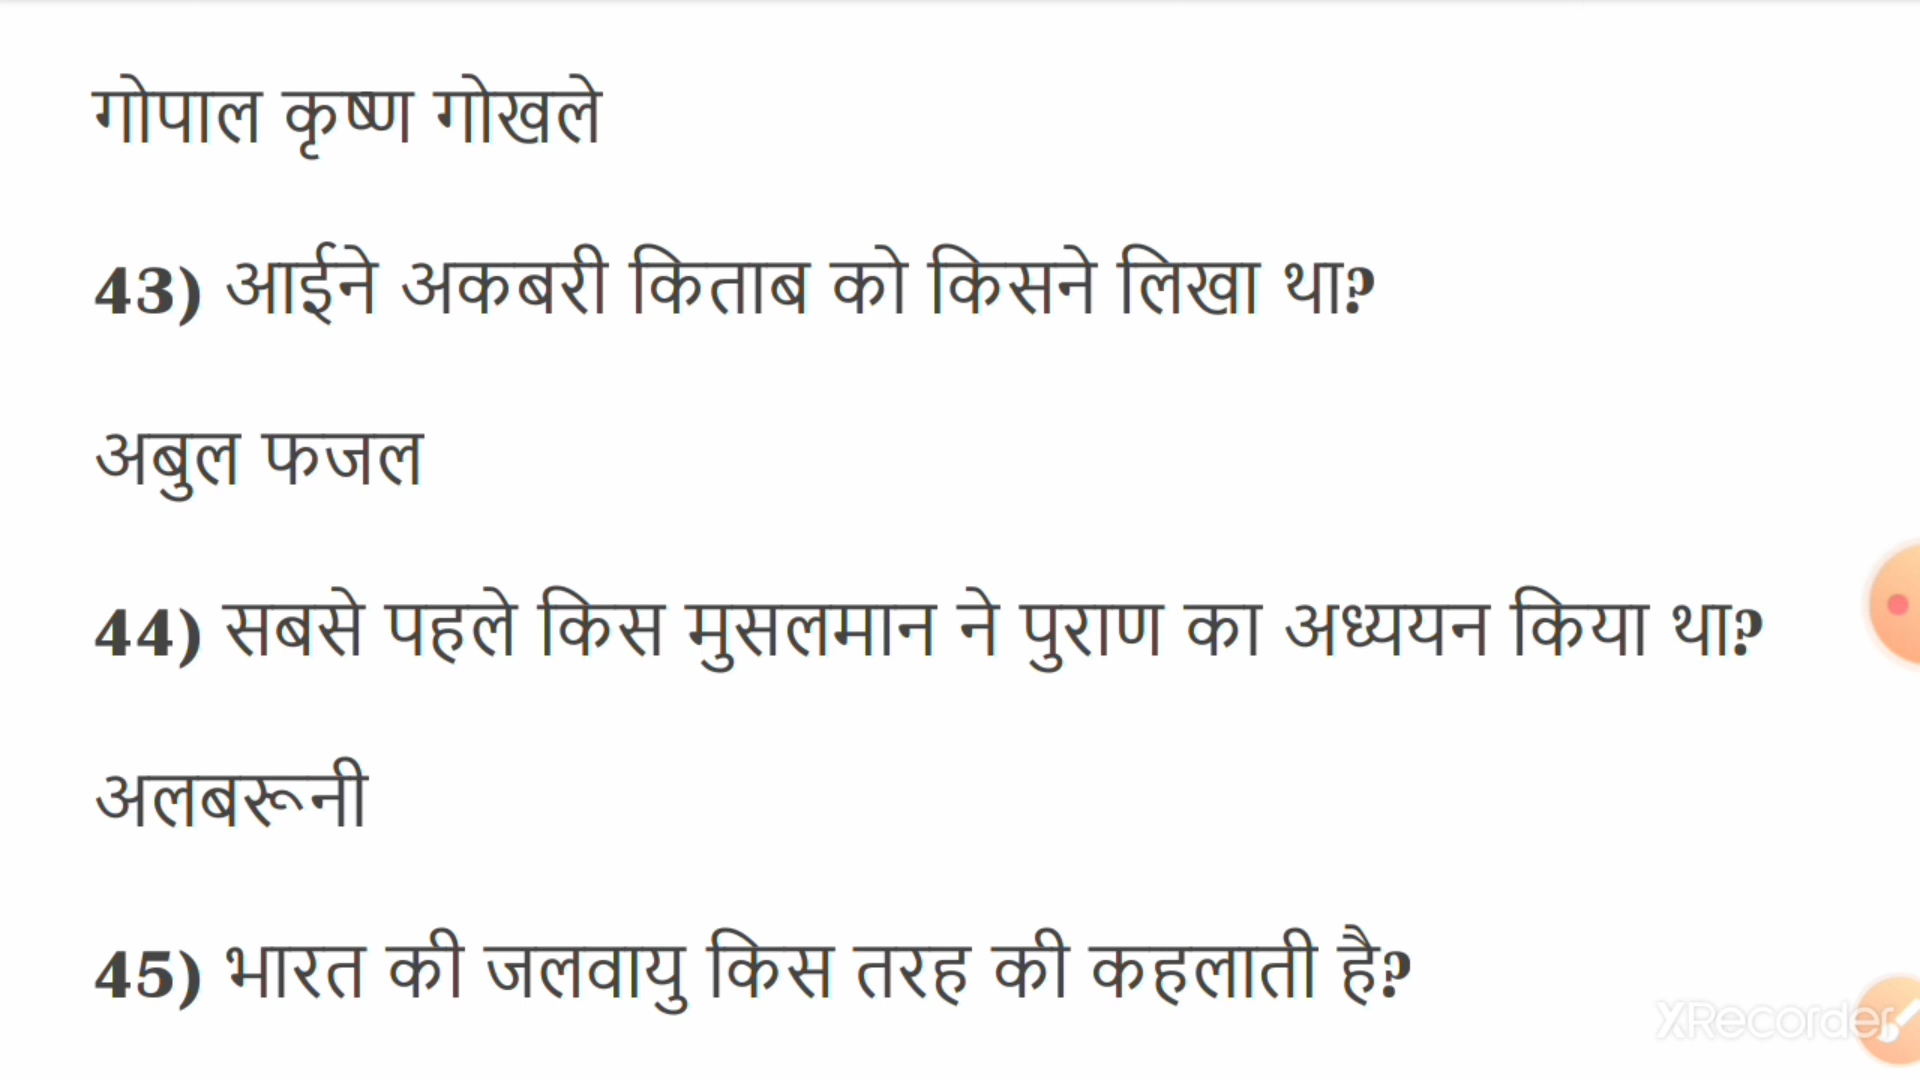 गोपाल कृष्ण गोखले
43) आईने अकबरी किताब को किसने लिखा था?
अबुल फजल
44) सबसे पहले किस मुसलमान ने पुराण का अध्ययन किया था?
अलबरूनी
45) भारत की जलवायु किस तरह की कहलाती है?
XRecorder